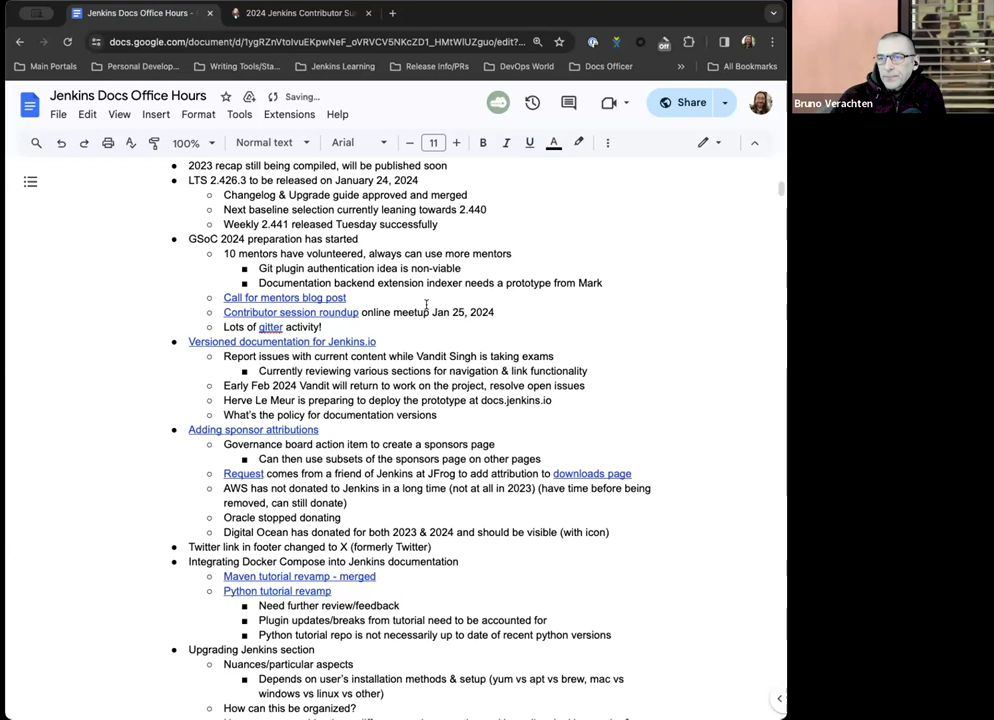 Jenkins Docs Office Hours -
2024 Jenkins Contributor Su
docs.google.com/document/d/1ygRZnVtoIvuEKpwNeF_oVRVCV5NKcZD1_HMtWlUZguo/edit?...
Off
Main Portals
Personal Develop...
Writing Tools/Sta...
Jenkins Learning
Release Info/PRs
DevOps World
Docs Officer
All Bookmarks
Jenkins Docs Office Hours
Saving...
File Edit View Insert Format Tools Extensions Help
Share
100% Normal text Arial 11 B I U A
2023 recap still being compiled, will be published soon
LTS 2.426.3 to be released on January 24, 2024
Changelog & Upgrade guide approved and merged
Next baseline selection currently leaning towards 2.440
Weekly 2.441 released Tuesday successfully
GSoC 2024 preparation has started
10 mentors have volunteered, always can use more mentors
Git plugin authentication idea is non-viable
Documentation backend extension indexer needs a prototype from Mark
Call for mentors blog post
Contributor session roundup online meetup Jan 25, 2024
Lots of gitter activity!
Versioned documentation for Jenkins.io
Report issues with current content while Vandit Singh is taking exams
Currently reviewing various sections for navigation & link functionality
Early Feb 2024 Vandit will return to work on the project, resolve open issues
Herve Le Meur is preparing to deploy the prototype at docs.jenkins.io
What's the policy for documentation versions
Adding sponsor attributions
Governance board action item to create a sponsors page
Can then use subsets of the sponsors page on other pages
Request comes from a friend of Jenkins at JFrog to add attribution to downloads page
AWS has not donated to Jenkins in a long time (not at all in 2023) (have time before being
removed, can still donate)
Oracle stopped donating
Digital Ocean has donated for both 2023 & 2024 and should be visible (with icon)
Twitter link in footer changed to X (formerly Twitter)
Integrating Docker Compose into Jenkins documentation
Maven tutorial revamp - merged
Python tutorial revamp
Need further review/feedback
Plugin updates/breaks from tutorial need to be accounted for
Python tutorial repo is not necessarily up to date of recent python versions
Upgrading Jenkins section
Nuances/particular aspects
Depends on user's installation methods & setup (yum vs apt vs brew, mac vs
windows vs linux vs other)
How can this be organized?
Bruno Verachten